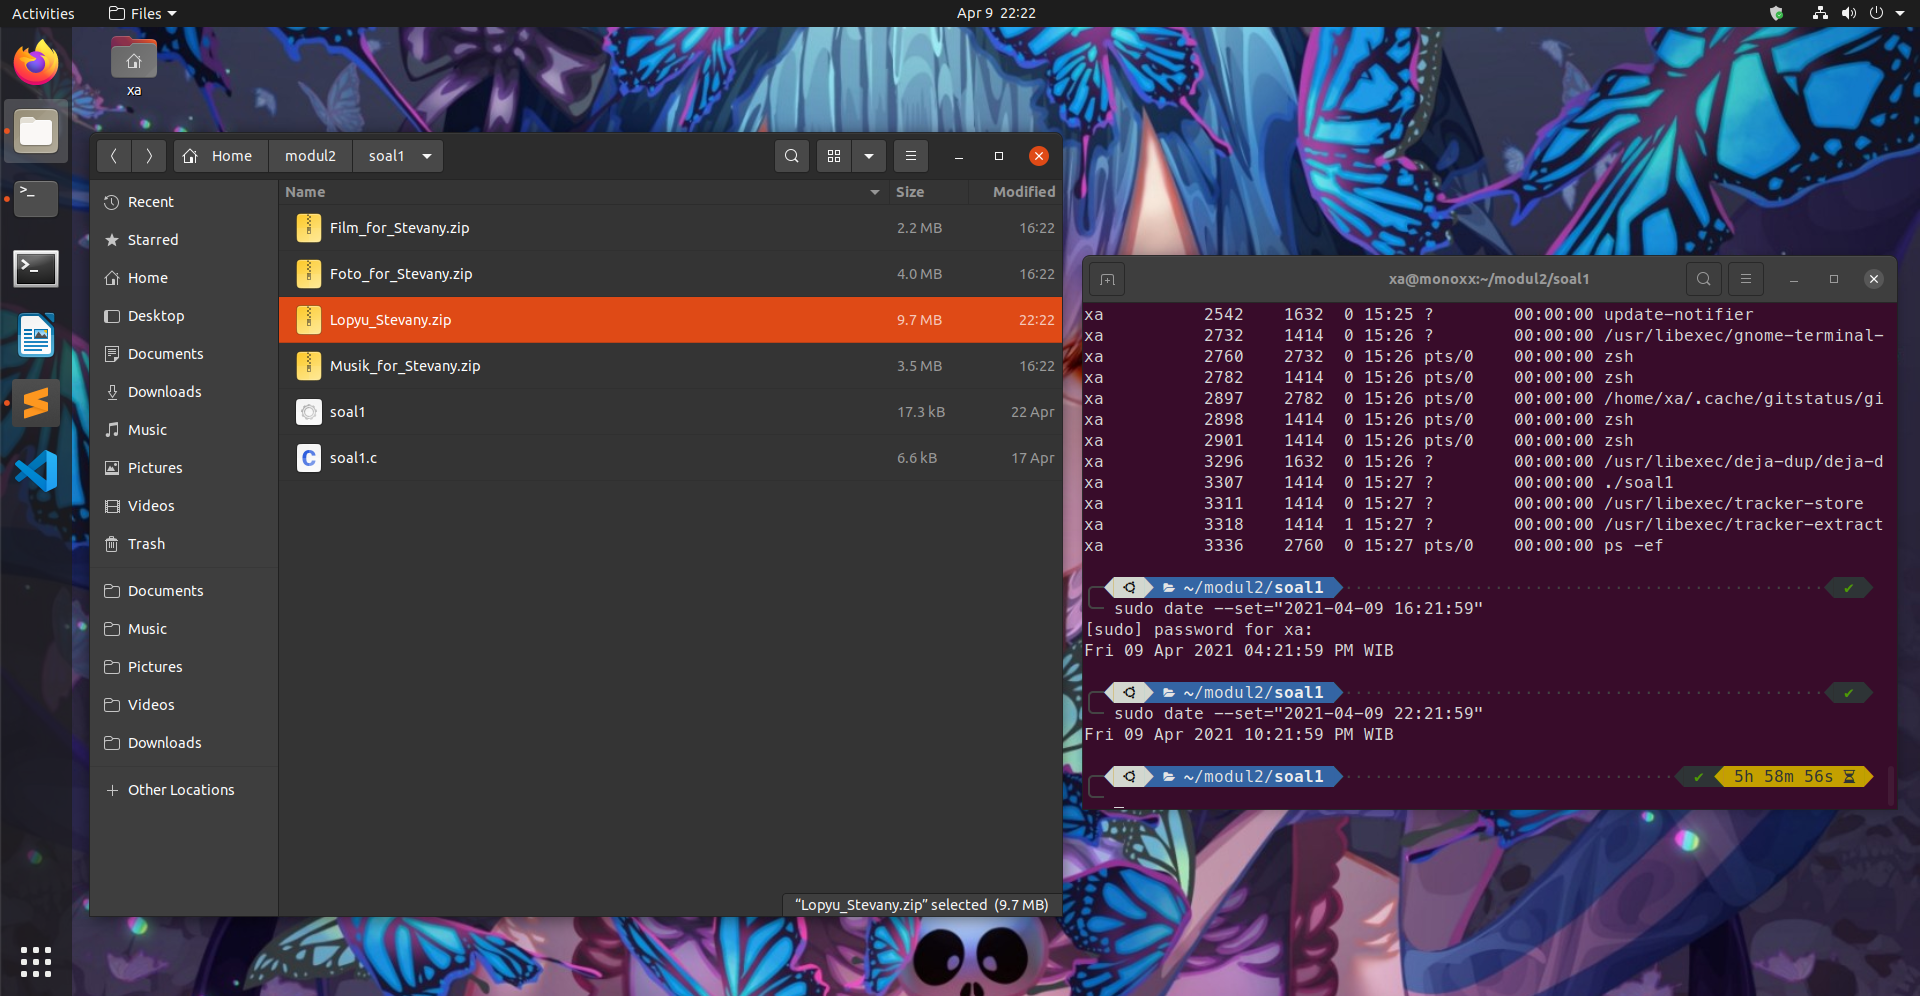 Activities Files Apr 9 22:22
xa
Home modul2 soal1
Name Size Modified
Recent
Starred
Home
Desktop
Documents
Downloads
Music
Pictures
Videos
Trash
Documents
Music
Pictures
Videos
Downloads
Other Locations
Film_for_Stevany.zip 2.2 MB 16:22
Foto_for_Stevany.zip 4.0 MB 16:22
Lopyu_Stevany.zip 9.7 MB 22:22
Musik_for_Stevany.zip 3.5 MB 16:22
soal1 17.3 kB 22 Apr
soal1.c 6.6 kB 17 Apr
“Lopyu_Stevany.zip” selected (9.7 MB)
xa@monoxx:~/modul2/soal1
xa 2542 1632 0 15:25 ? 00:00:00 update-notifier
xa 2732 1414 0 15:26 ? 00:00:00 /usr/libexec/gnome-terminal-
xa 2760 2732 0 15:26 pts/0 00:00:00 zsh
xa 2782 1414 0 15:26 pts/0 00:00:00 zsh
xa 2897 2782 0 15:26 pts/0 00:00:00 /home/xa/.cache/gitstatus/gi
xa 2898 1414 0 15:26 pts/0 00:00:00 zsh
xa 2901 1414 0 15:26 pts/0 00:00:00 zsh
xa 3296 1632 0 15:26 ? 00:00:00 /usr/libexec/deja-dup/deja-d
xa 3307 1414 0 15:27 ? 00:00:00 ./soal1
xa 3311 1414 0 15:27 ? 00:00:00 /usr/libexec/tracker-store
xa 3318 1414 1 15:27 ? 00:00:00 /usr/libexec/tracker-extract
xa 3336 2760 0 15:27 pts/0 00:00:00 ps -ef
~/modul2/soal1 ✔
sudo date --set="2021-04-09 16:21:59"
[sudo] password for xa:
Fri 09 Apr 2021 04:21:59 PM WIB
~/modul2/soal1 ✔
sudo date --set="2021-04-09 22:21:59"
Fri 09 Apr 2021 10:21:59 PM WIB
~/modul2/soal1 ✔ 5h 58m 56s